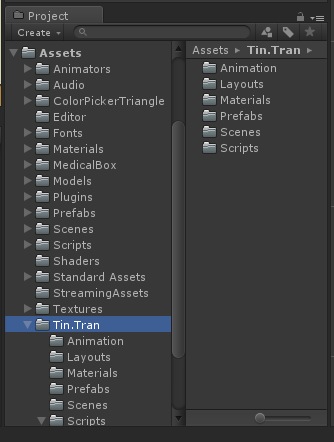 Project
Create
Assets
Animators
Audio
ColorPickerTriangle
Editor
Fonts
Materials
MedicalBox
Models
Plugins
Prefabs
Scenes
Scripts
Shaders
Standard Assets
StreamingAssets
Textures
Tin.Tran
Animation
Layouts
Materials
Prefabs
Scenes
Scripts
Assets Tin.Tran
Animation
Layouts
Materials
Prefabs
Scenes
Scripts